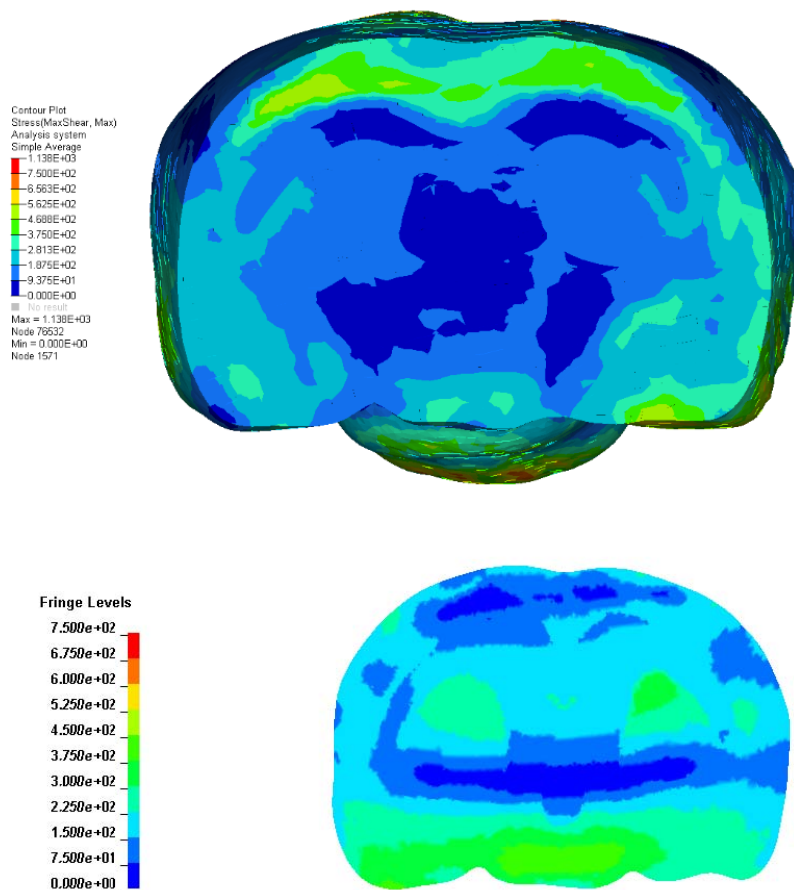 Contour Plot
Stress(MaxShear, Max)
Analysis system
Simple Average
1.138E+03
7.500E+02
6.563E+02
5.625E+02
4.688E+02
3.750E+02
2.813E+02
1.875E+02
9.375E+01
0.000E+00
No result
Max = 1.138E+03
Node 76532
Min = 0.000E+00
Node 1571
Fringe Levels
7.500e+02
6.750e+02
6.000e+02
5.250e+02
4.500e+02
3.750e+02
3.000e+02
2.250e+02
1.500e+02
7.500e+01
0.000e+00